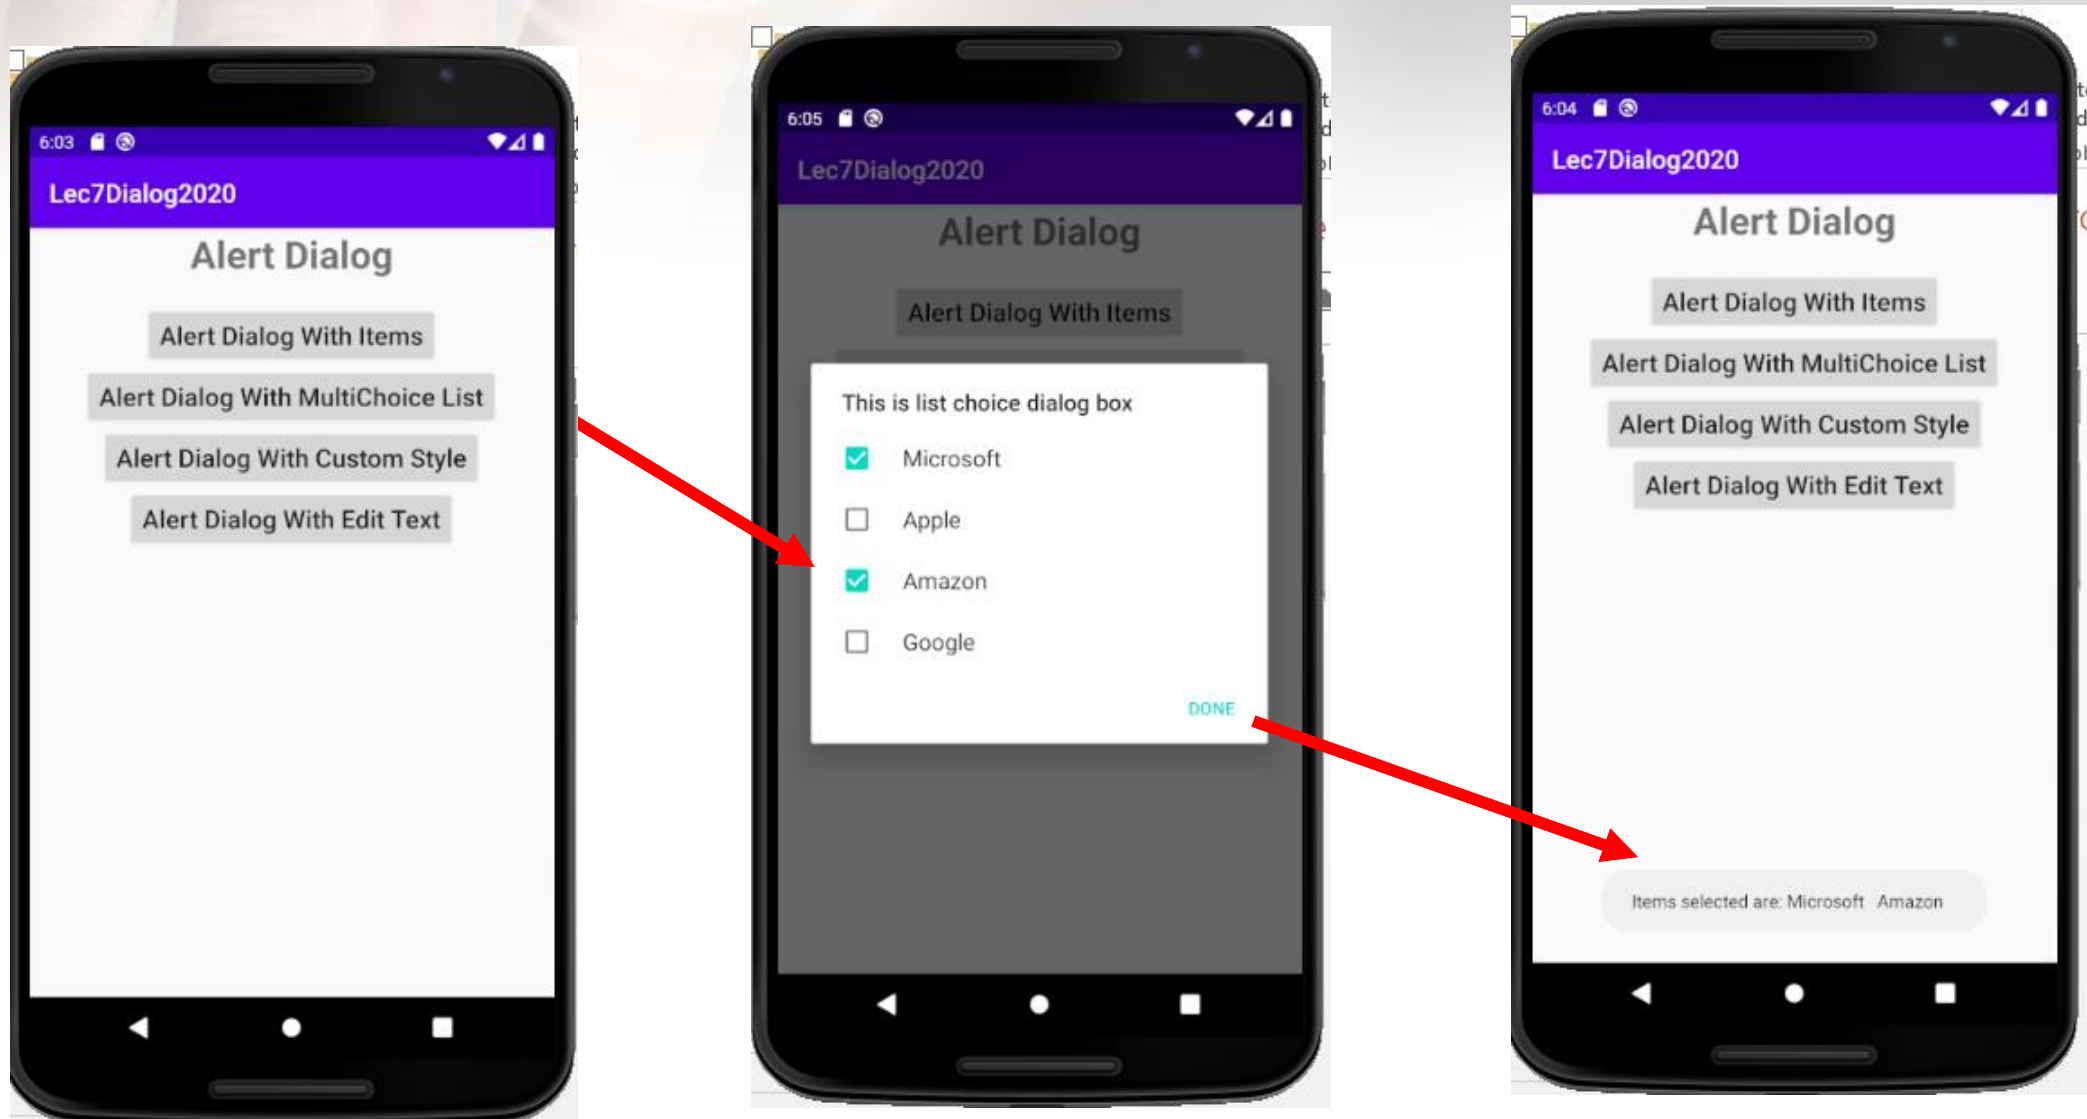 6:03
Lec7Dialog2020
Alert Dialog
Alert Dialog With Items
Alert Dialog With MultiChoice List
Alert Dialog With Custom Style
Alert Dialog With Edit Text
6:05
Lec7Dialog2020
Alert Dialog
Alert Dialog With Items
This is list choice dialog box
Microsoft
Apple
Amazon
Google
DONE
6:04
Lec7Dialog2020
Alert Dialog
Alert Dialog With Items
Alert Dialog With MultiChoice List
Alert Dialog With Custom Style
Alert Dialog With Edit Text
Items selected are: Microsoft Amazon